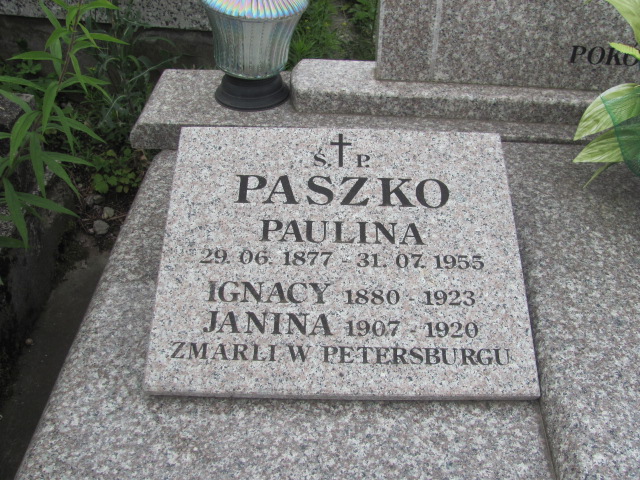 Ś. P.
PASZKO
PAULINA
29. 06. 1877 - 31. 07. 1955
IGNACY 1880 - 1923
JANINA 1907 - 1920
ZMARLI W PETERSBURGU